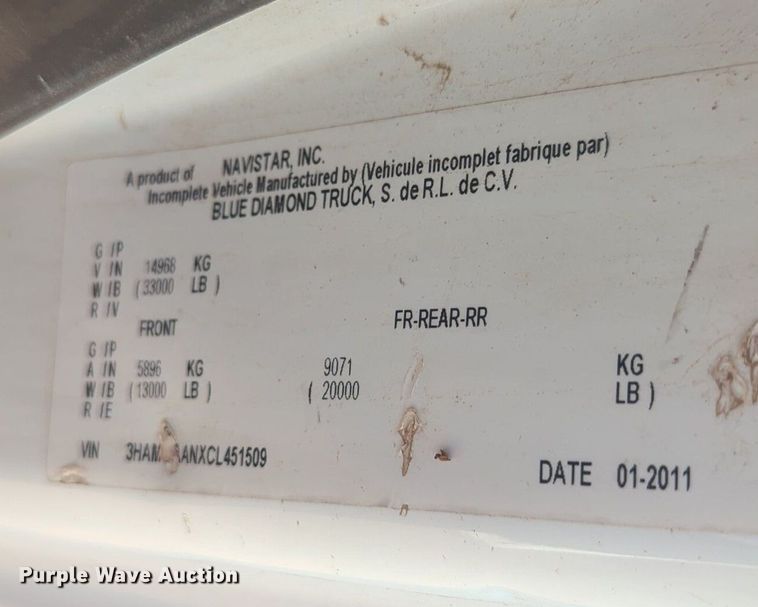 A product of NAVISTAR, INC.
Incomplete Vehicle Manufactured by (Vehicule incomplet fabrique par)
BLUE DIAMOND TRUCK, S. de R.L. de C.V.
G /P
V /N 14968 KG
W /B (33000 LB )
R /V
FRONT FR-REAR-RR
G /P
A /N 5896 KG 9071 KG
W /B (13000 LB ) ( 20000 LB )
R /E
VIN
DATE 01-2011
Purple Wave Auction